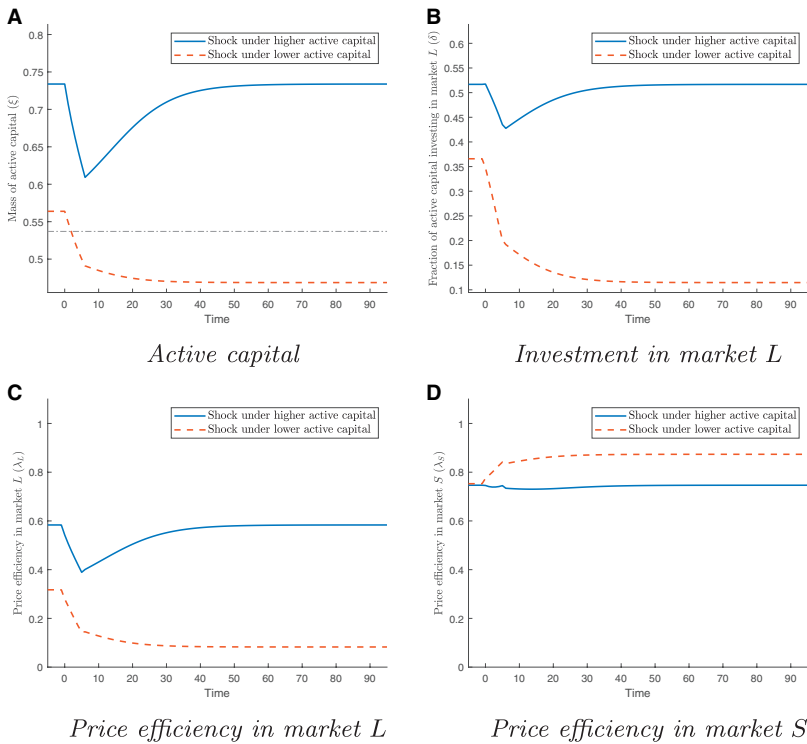 A
Mass of active capital (ξ)
0.8
0.75
0.7
0.65
0.6
0.55
0.5
Shock under higher active capital
Shock under lower active capital
0 10 20 30 40 50 60 70 80 90
Time
Active capital
B
Fraction of active capital investing in market L (δ)
0.6
0.55
0.5
0.45
0.4
0.35
0.3
0.25
0.2
0.15
0.1
Shock under higher active capital
Shock under lower active capital
0 10 20 30 40 50 60 70 80 90
Time
Investment in market L
C
Price efficiency in market L (λL)
1
0.8
0.6
0.4
0.2
0
Shock under higher active capital
Shock under lower active capital
0 10 20 30 40 50 60 70 80 90
Time
Price efficiency in market L
D
Price efficiency in market S (λS)
1
0.8
0.6
0.4
0.2
0
Shock under higher active capital
Shock under lower active capital
0 10 20 30 40 50 60 70 80 90
Time
Price efficiency in market S